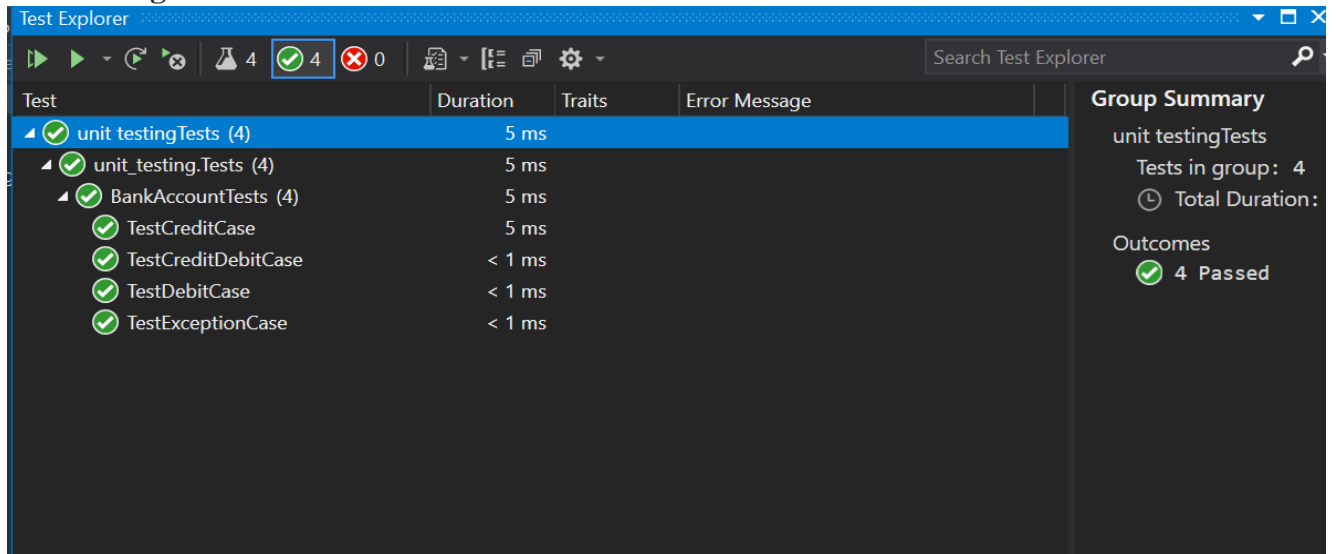 Test Explorer
4 4 0 Search Test Explorer
Test Duration Traits Error Message
unit testingTests (4) 5 ms
unit_testing.Tests (4) 5 ms
BankAccountTests (4) 5 ms
TestCreditCase 5 ms
TestCreditDebitCase < 1 ms
TestDebitCase < 1 ms
TestExceptionCase < 1 ms
Group Summary
unit testingTests
Tests in group: 4
Total Duration:
Outcomes
4 Passed